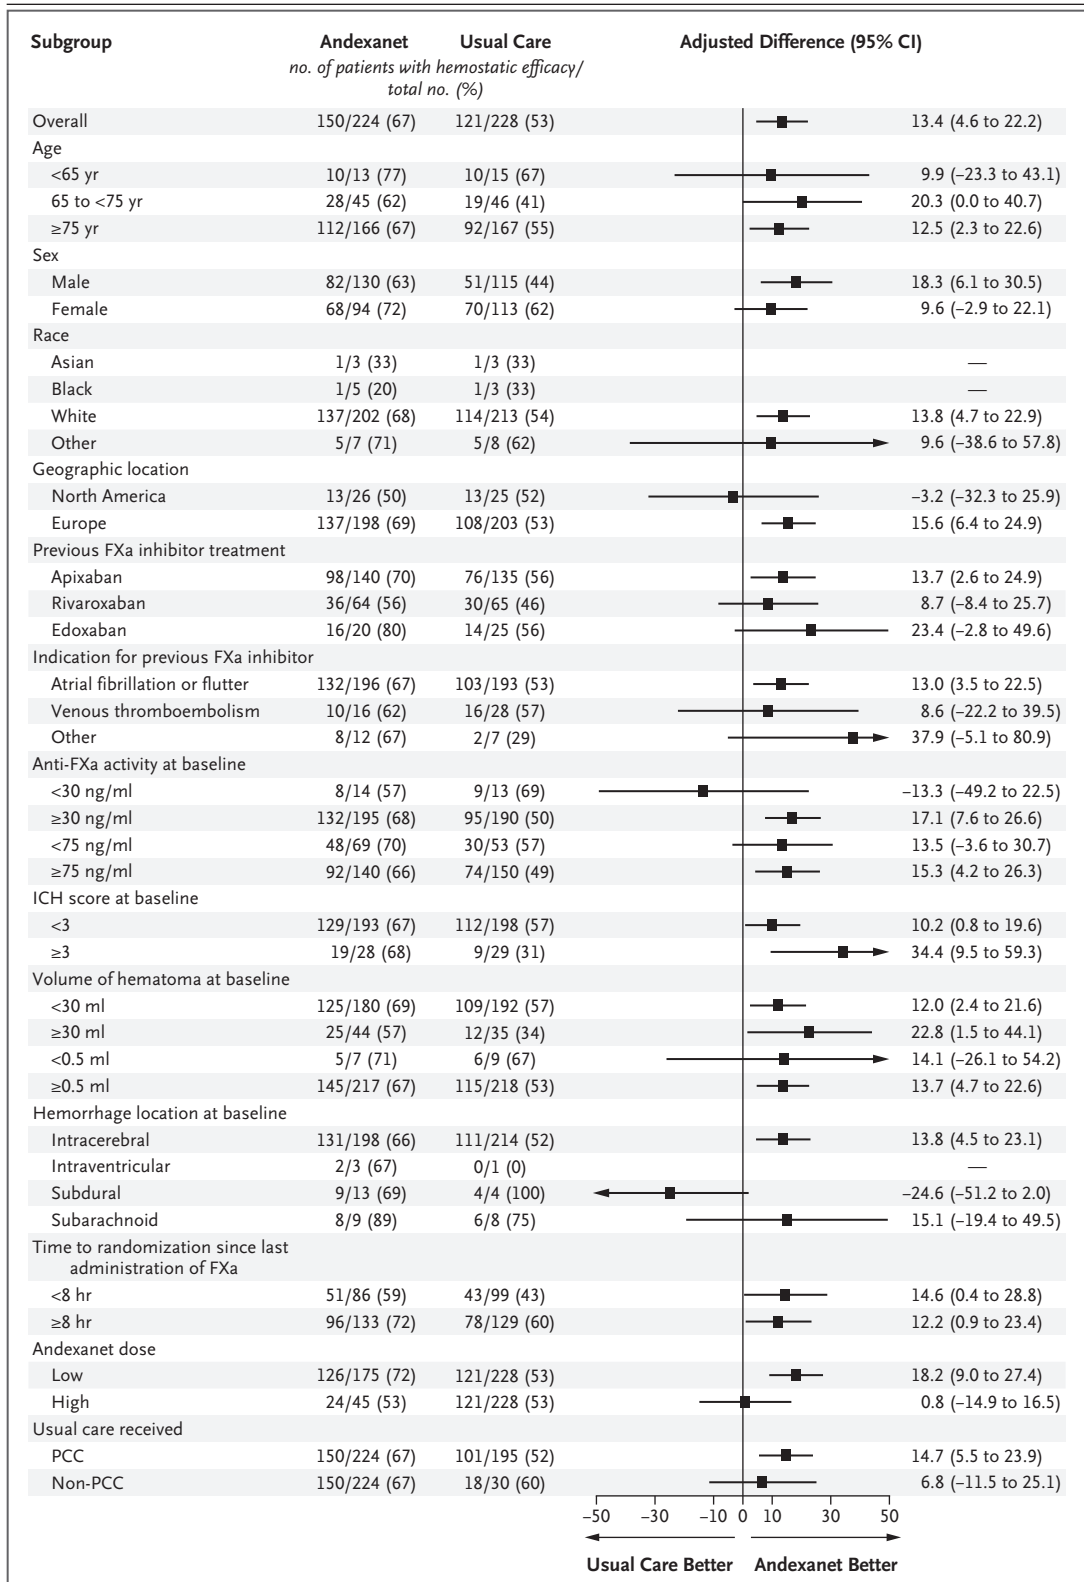 Subgroup Andexanet Usual Care Adjusted Difference (95% CI)
no. of patients with hemostatic efficacy/
total no. (%)
Overall 150/224 (67) 121/228 (53) 13.4 (4.6 to 22.2)
Age
<65 yr 10/13 (77) 10/15 (67) 9.9 (−23.3 to 43.1)
65 to <75 yr 28/45 (62) 19/46 (41) 20.3 (0.0 to 40.7)
≥75 yr 112/166 (67) 92/167 (55) 12.5 (2.3 to 22.6)
Sex
Male 82/130 (63) 51/115 (44) 18.3 (6.1 to 30.5)
Female 68/94 (72) 70/113 (62) 9.6 (−2.9 to 22.1)
Race
Asian 1/3 (33) 1/3 (33) —
Black 1/5 (20) 1/3 (33) —
White 137/202 (68) 114/213 (54) 13.8 (4.7 to 22.9)
Other 5/7 (71) 5/8 (62) 9.6 (−38.6 to 57.8)
Geographic location
North America 13/26 (50) 13/25 (52) −3.2 (−32.3 to 25.9)
Europe 137/198 (69) 108/203 (53) 15.6 (6.4 to 24.9)
Previous FXa inhibitor treatment
Apixaban 98/140 (70) 76/135 (56) 13.7 (2.6 to 24.9)
Rivaroxaban 36/64 (56) 30/65 (46) 8.7 (−8.4 to 25.7)
Edoxaban 16/20 (80) 14/25 (56) 23.4 (−2.8 to 49.6)
Indication for previous FXa inhibitor
Atrial fibrillation or flutter 132/196 (67) 103/193 (53) 13.0 (3.5 to 22.5)
Venous thromboembolism 10/16 (62) 16/28 (57) 8.6 (−22.2 to 39.5)
Other 8/12 (67) 2/7 (29) 37.9 (−5.1 to 80.9)
Anti-FXa activity at baseline
<30 ng/ml 8/14 (57) 9/13 (69) −13.3 (−49.2 to 22.5)
≥30 ng/ml 132/195 (68) 95/190 (50) 17.1 (7.6 to 26.6)
<75 ng/ml 48/69 (70) 30/53 (57) 13.5 (−3.6 to 30.7)
≥75 ng/ml 92/140 (66) 74/150 (49) 15.3 (4.2 to 26.3)
ICH score at baseline
<3 129/193 (67) 112/198 (57) 10.2 (0.8 to 19.6)
≥3 19/28 (68) 9/29 (31) 34.4 (9.5 to 59.3)
Volume of hematoma at baseline
<30 ml 125/180 (69) 109/192 (57) 12.0 (2.4 to 21.6)
≥30 ml 25/44 (57) 12/35 (34) 22.8 (1.5 to 44.1)
<0.5 ml 5/7 (71) 6/9 (67) 14.1 (−26.1 to 54.2)
≥0.5 ml 145/217 (67) 115/218 (53) 13.7 (4.7 to 22.6)
Hemorrhage location at baseline
Intracerebral 131/198 (66) 111/214 (52) 13.8 (4.5 to 23.1)
Intraventricular 2/3 (67) 0/1 (0) —
Subdural 9/13 (69) 4/4 (100) −24.6 (−51.2 to 2.0)
Subarachnoid 8/9 (89) 6/8 (75) 15.1 (−19.4 to 49.5)
Time to randomization since last
administration of FXa
<8 hr 51/86 (59) 43/99 (43) 14.6 (0.4 to 28.8)
≥8 hr 96/133 (72) 78/129 (60) 12.2 (0.9 to 23.4)
Andexanet dose
Low 126/175 (72) 121/228 (53) 18.2 (9.0 to 27.4)
High 24/45 (53) 121/228 (53) 0.8 (−14.9 to 16.5)
Usual care received
PCC 150/224 (67) 101/195 (52) 14.7 (5.5 to 23.9)
Non-PCC 150/224 (67) 18/30 (60) 6.8 (−11.5 to 25.1)
−50 −30 −10 0 10 30 50
Usual Care Better Andexanet Better